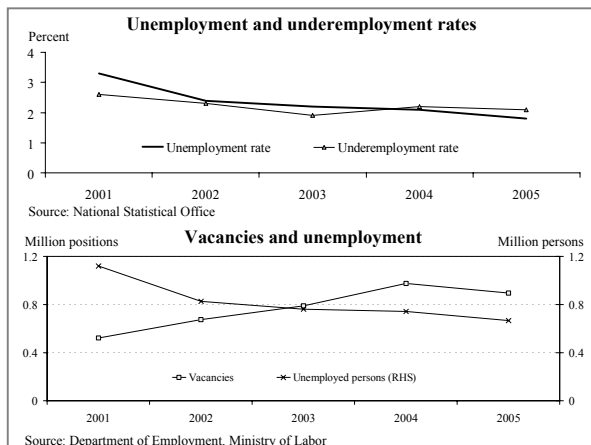 Unemployment and underemployment rates
Percent
4
3
2
1
0
Unemployment rate Underemployment rate
2001 2002 2003 2004 2005
Source: National Statistical Office
Vacancies and unemployment
Million positions Million persons
1.2 1.2
0.8 0.8
0.4 0.4
Vacancies Unemployed persons (RHS)
0 0
2001 2002 2003 2004 2005
Source: Department of Employment, Ministry of Labor